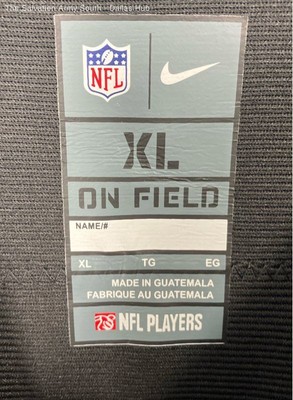 The Salvation Army South - Dallas Hub
NFL
XL
ON FIELD
NAME/#
XL TG EG
MADE IN GUATEMALA
FABRIQUE AU GUATEMALA
NFL PLAYERS